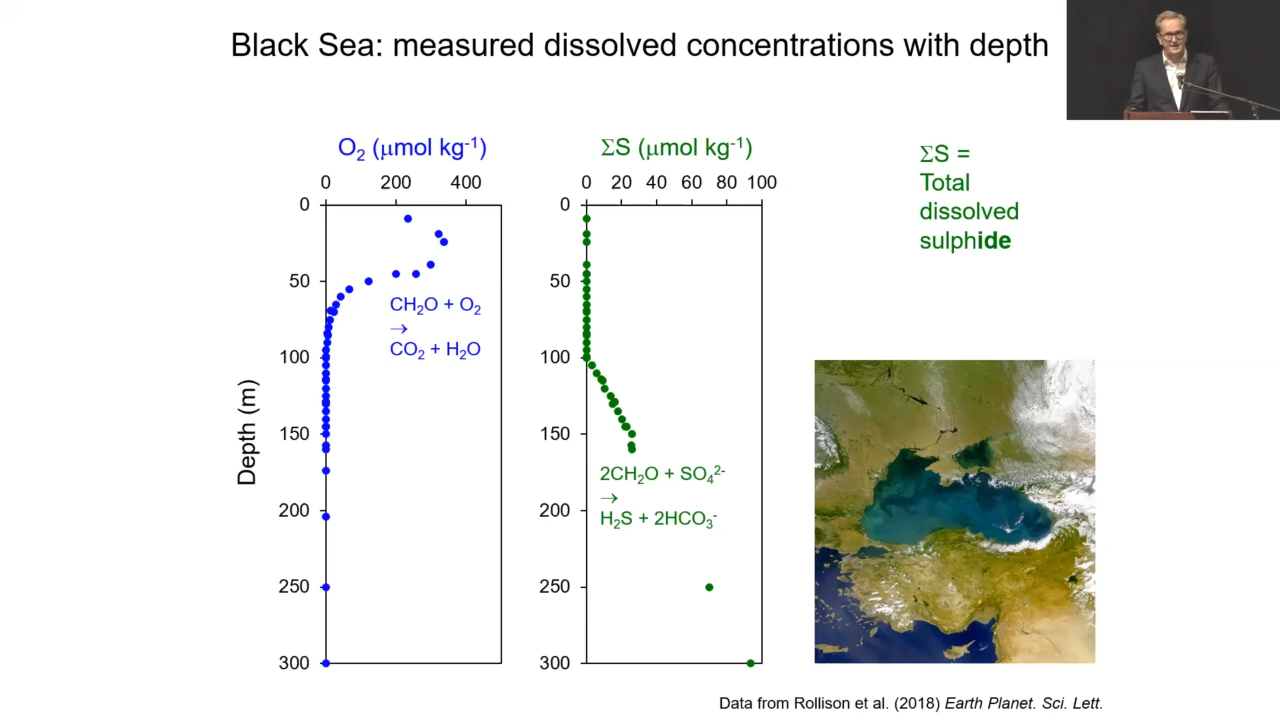 Black Sea: measured dissolved concentrations with depth
O₂ (μmol kg⁻¹)
0 200 400
0
50
100
150
200
250
300
Depth (m)
CH₂O + O₂
→
CO₂ + H₂O
ΣS (μmol kg⁻¹)
0 20 40 60 80 100
0
50
100
150
200
250
300
2CH₂O + SO₄²⁻
→
H₂S + 2HCO₃⁻
ΣS =
Total
dissolved
sulphide
Data from Rollison et al. (2018) Earth Planet. Sci. Lett.